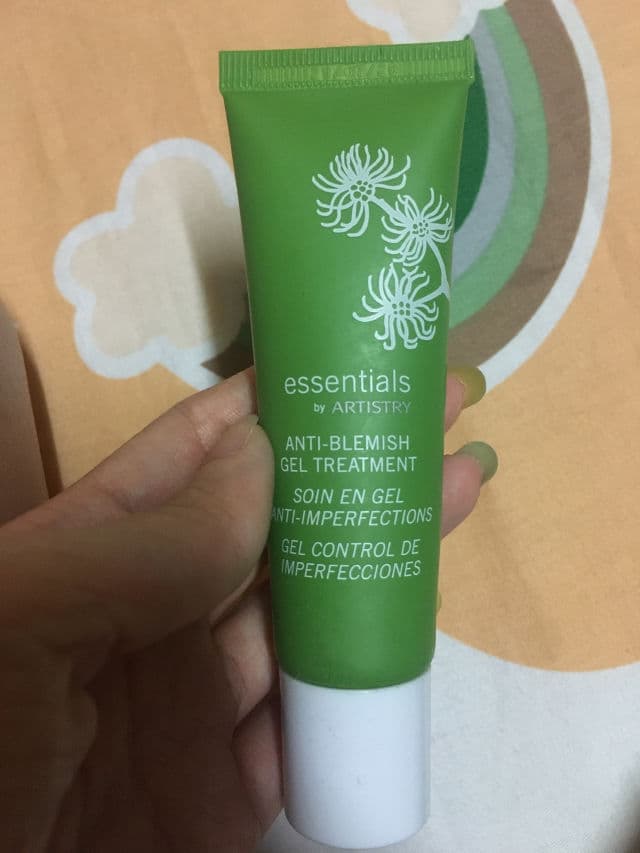 essentials
by ARTISTRY
ANTI-BLEMISH
GEL TREATMENT
SOIN EN GEL
ANTI-IMPERFECTIONS
GEL CONTROL DE
IMPERFECCIONES